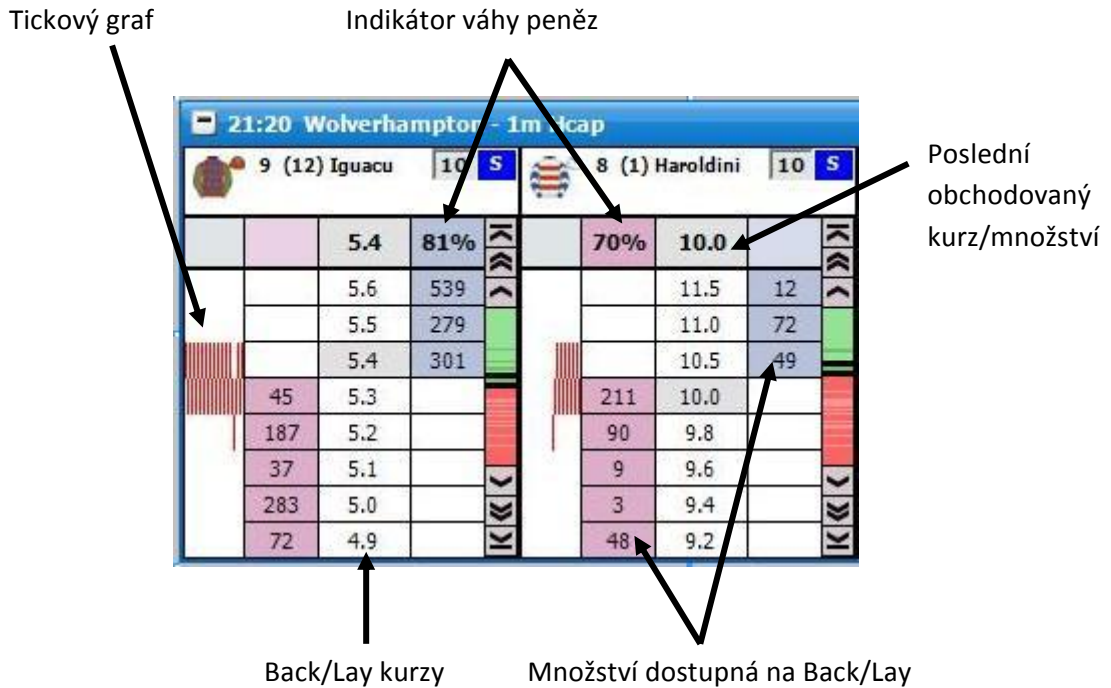 Tickový graf
Indikátor váhy peněz
21:20 Wolverhampton - 1m Hcap
9 (12) Iguacu 10 S 8 (1) Haroldini 10 S
Poslední
obchodovaný
kurz/množství
5.4 81% 70% 10.0
5.6 539 11.5 12
5.5 279 11.0 72
5.4 301 10.5 49
45 5.3 211 10.0
187 5.2 90 9.8
37 5.1 9 9.6
283 5.0 3 9.4
72 4.9 48 9.2
Back/Lay kurzy
Množství dostupná na Back/Lay